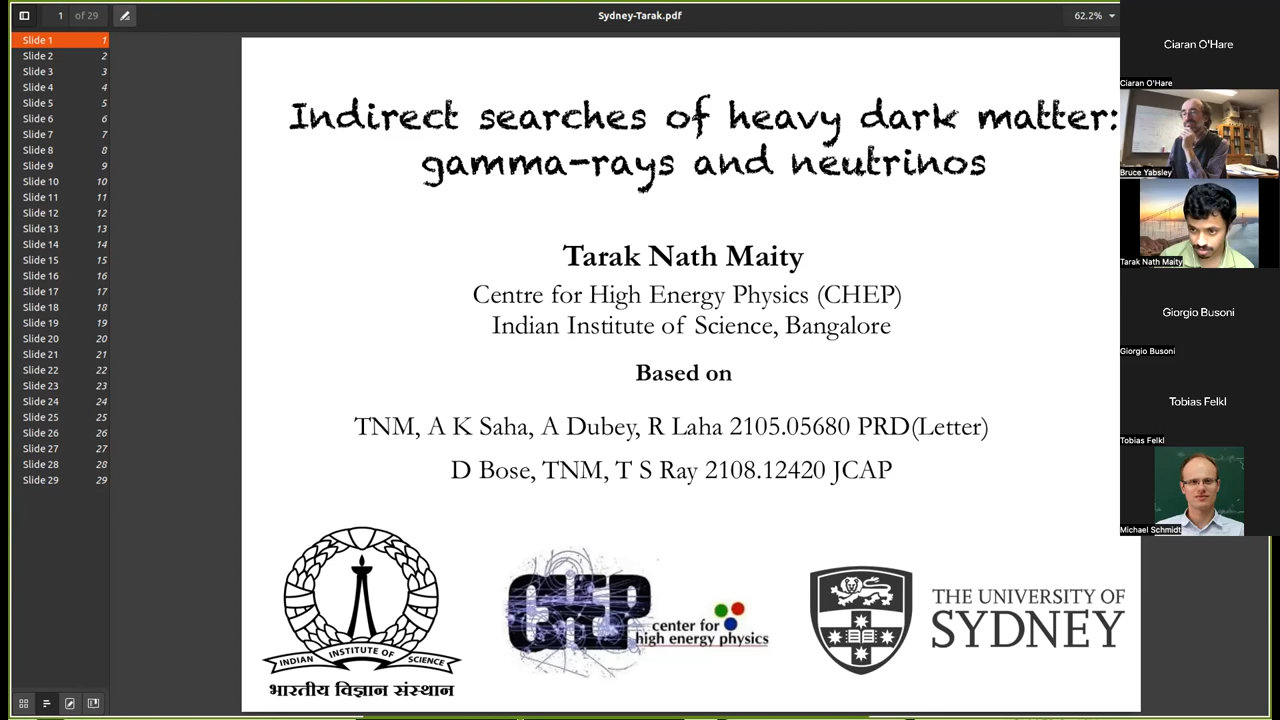 1 of 29
Sydney-Tarak.pdf
62.2%
Slide 1 1
Slide 2 2
Slide 3 3
Slide 4 4
Slide 5 5
Slide 6 6
Slide 7 7
Slide 8 8
Slide 9 9
Slide 10 10
Slide 11 11
Slide 12 12
Slide 13 13
Slide 14 14
Slide 15 15
Slide 16 16
Slide 17 17
Slide 18 18
Slide 19 19
Slide 20 20
Slide 21 21
Slide 22 22
Slide 23 23
Slide 24 24
Slide 25 25
Slide 26 26
Slide 27 27
Slide 28 28
Slide 29 29
Indirect searches of heavy dark matter:
gamma-rays and neutrinos
Tarak Nath Maity
Centre for High Energy Physics (CHEP)
Indian Institute of Science, Bangalore
Based on
TNM, A K Saha, A Dubey, R Laha 2105.05680 PRD(Letter)
D Bose, TNM, T S Ray 2108.12420 JCAP
INDIAN INSTITUTE OF SCIENCE
भारतीय विज्ञान संस्थान
CHEP
center for
high energy physics
THE UNIVERSITY OF
SYDNEY
Ciaran O'Hare
Ciaran O'Hare
Bruce Yabsley
Tarak Nath Maity
Giorgio Busoni
Giorgio Busoni
Tobias Felkl
Tobias Felkl
Michael Schmidt